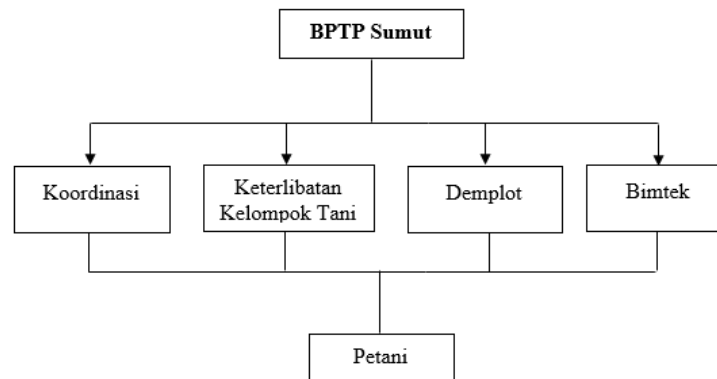 BPTP Sumut
Koordinasi
Keterlibatan
Kelompok Tani
Demplot
Bimtek
Petani